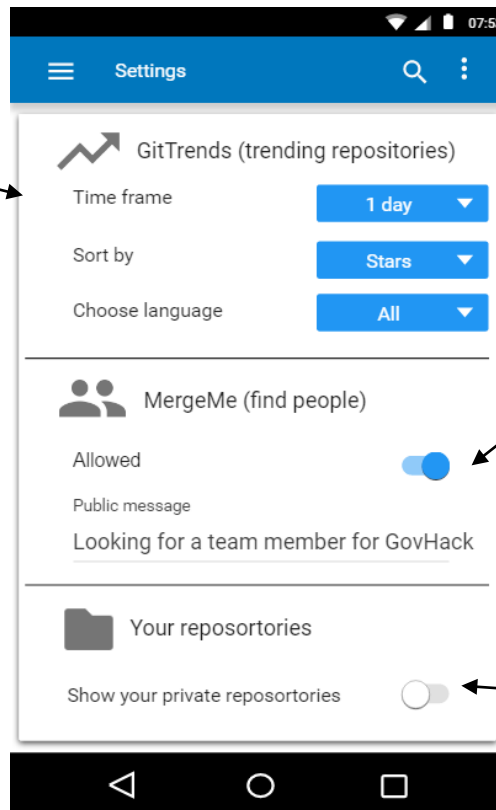 07:5
Settings
GitTrends (trending repositories)
Time frame 1 day
Sort by Stars
Choose language All
MergeMe (find people)
Allowed
Public message
Looking for a team member for GovHack
Your reposortories
Show your private reposortories